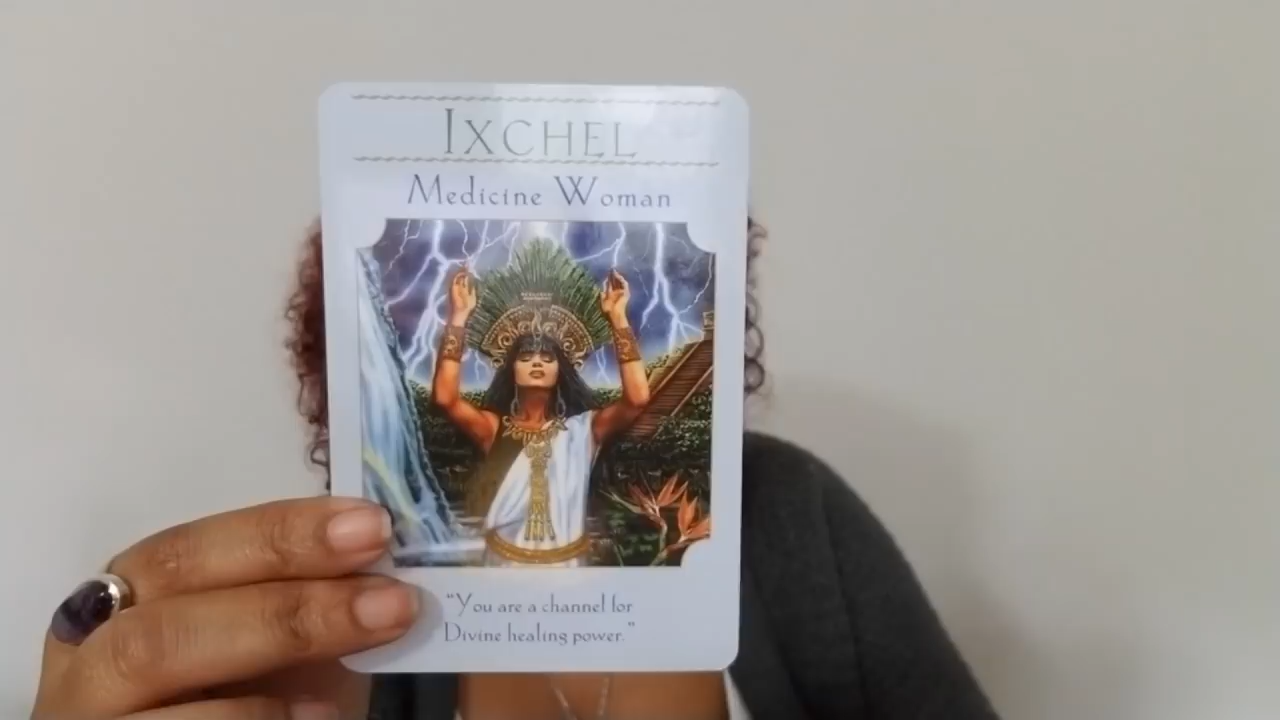 IXCHEL
Medicine Woman
"You are a channel for
Divine healing power."